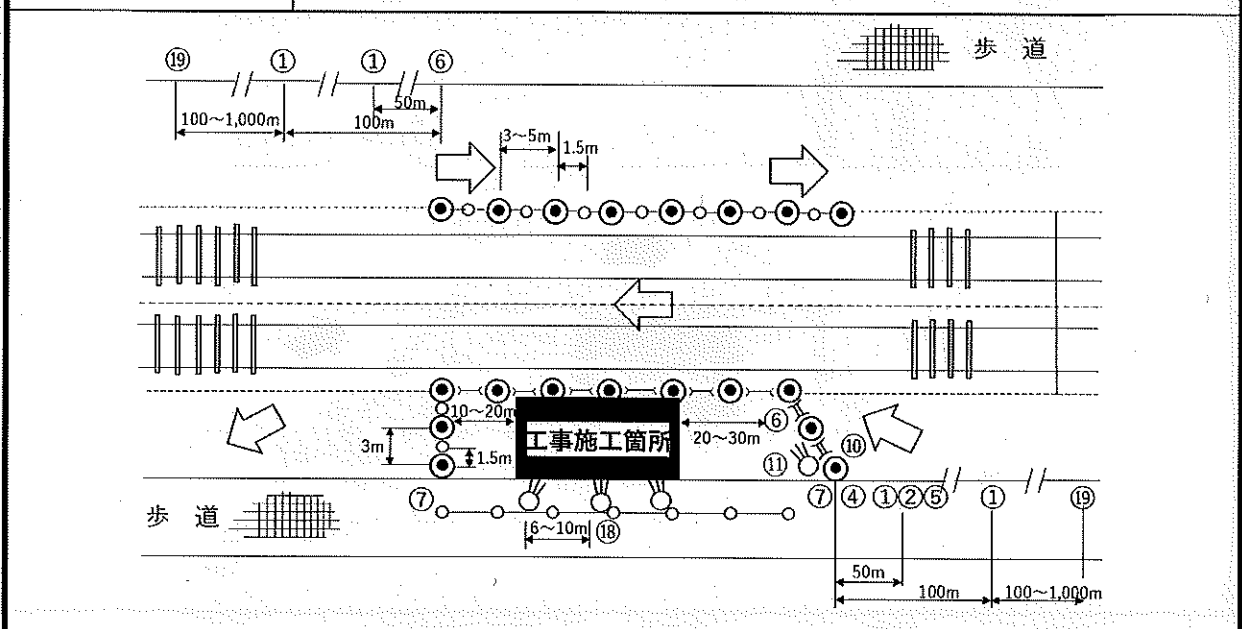 歩 道
⑲ ① ① ⑥
50m
100~1,000m 100m
3~5m
1.5m
10~20m
工事施工箇所
⑥
20~30m
⑩
3m
1.5m
⑪
⑦
⑦ ④ ① ② ⑤ ① ⑲
歩 道
6~10m ⑱
50m
100m 100~1,000m